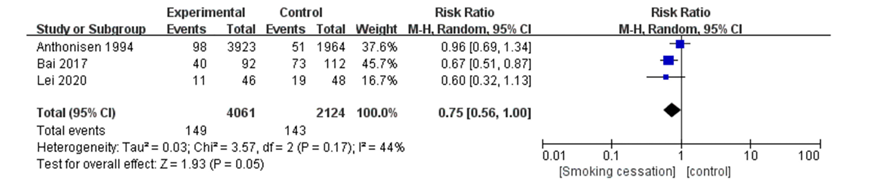 Experimental Control Risk Ratio Risk Ratio
Study or Subgroup Events Total Events Total Weight M-H, Random, 95% CI M-H, Random, 95% CI
Anthonisen 1994 98 3923 51 1964 37.6% 0.96 [0.69, 1.34]
Bai 2017 40 92 73 112 45.7% 0.67 [0.51, 0.87]
Lei 2020 11 46 19 48 16.7% 0.60 [0.32, 1.13]
Total (95% CI) 4061 2124 100.0% 0.75 [0.56, 1.00]
Total events 149 143
Heterogeneity: Tau² = 0.03; Chi² = 3.57, df = 2 (P = 0.17); I² = 44%
Test for overall effect: Z = 1.93 (P = 0.05)
0.01 0.1 1 10 100
[Smoking cessation] [control]